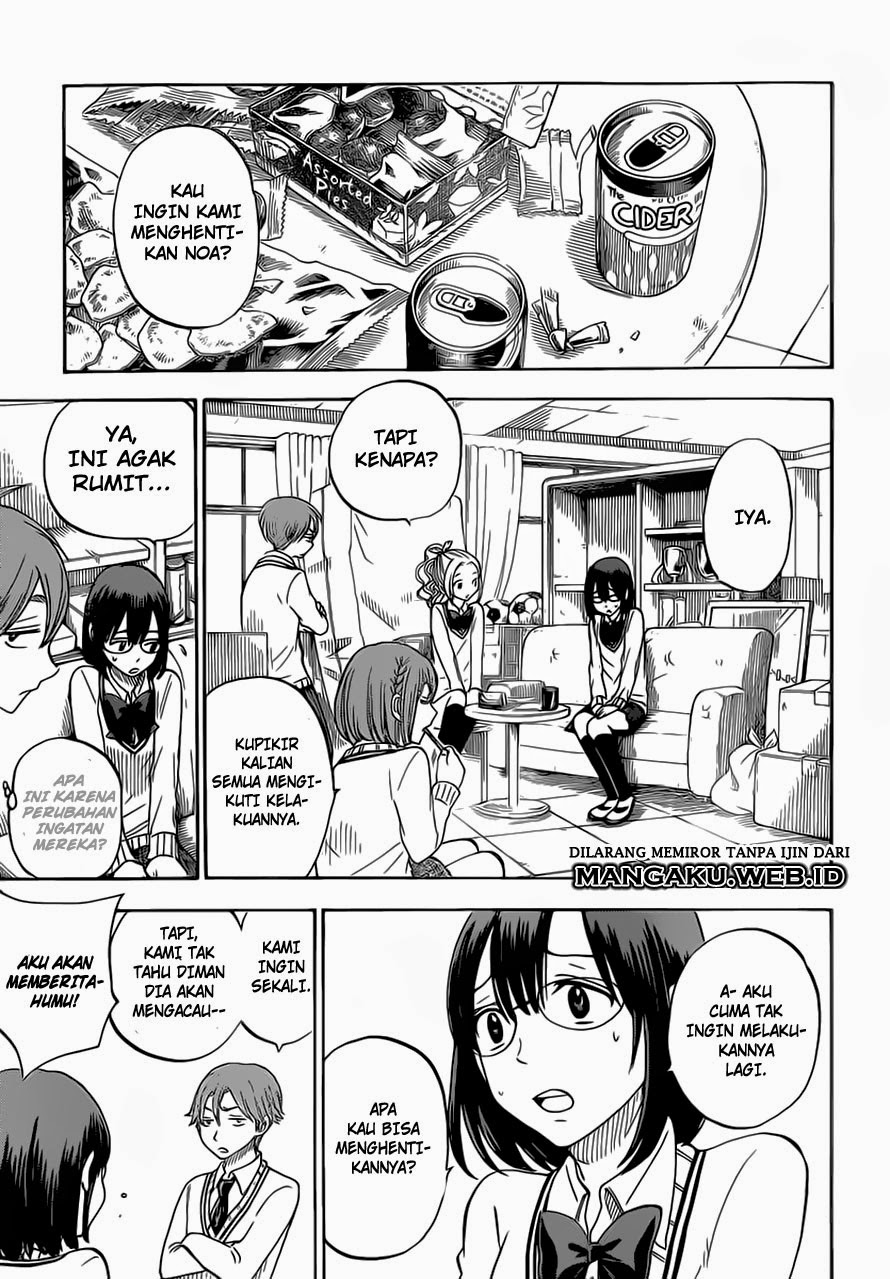 KAU
INGIN KAMI
MENGHENTI-
KAN NOA?
Assorted
Pies
The
CIDER
IYA.
TAPI
KENAPA?
KUPIKIR
KALIAN
SEMUA MENGI-
KUTI KELA-
KUANNYA.
YA,
INI AGAK
RUMIT...
APA
INI KARENA
PERUBAHAN
INGATAN
MEREKA?
DILARANG MEMIROR TANPA IJIN DARI
MANGAKU.WEB.ID
A- AKU
CUMA TAK
INGIN MELAKU-
KANNYA
LAGI.
APA
KAU BISA
MENGHENTI-
KANNYA?
KAMI
INGIN
SEKALI.
TAPI,
KAMI TAK
TAHU DIMAN
DIA AKAN
MENGACAU--
AKU AKAN
MEMBERITA-
HUMU!